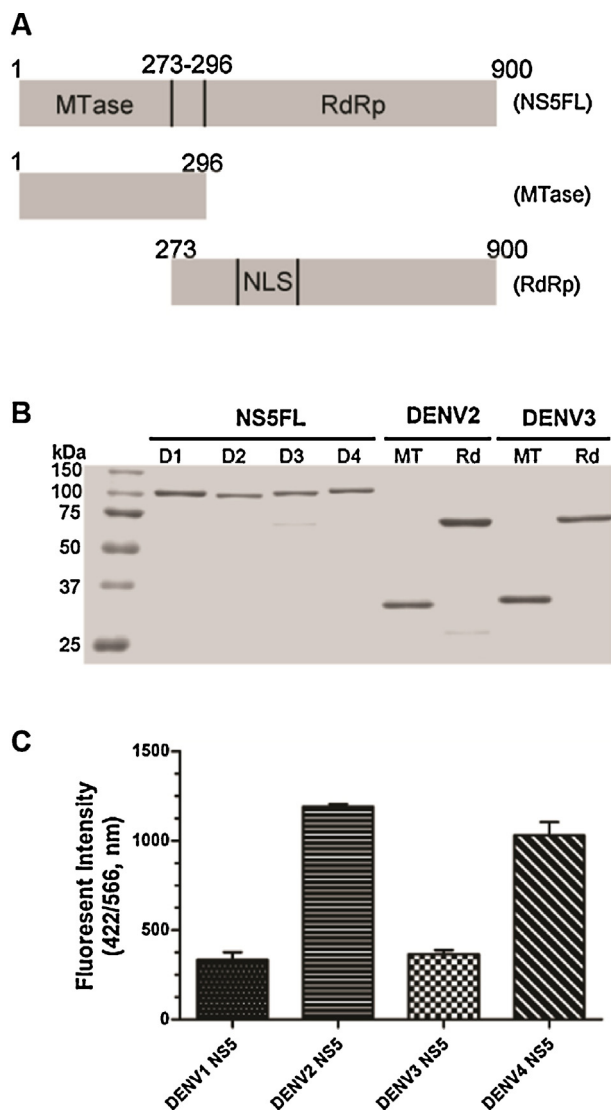 A
1 273-296 900
MTase RdRp (NS5FL)
1 296
(MTase)
273 900
NLS (RdRp)
B
NS5FL DENV2 DENV3
kDa D1 D2 D3 D4 MT Rd MT Rd
150
100
75
50
37
25
C
Fluoresent Intensity
(422/566, nm)
1500
1000
500
0
DENV1 NS5
DENV2 NS5
DENV3 NS5
DENV4 NS5